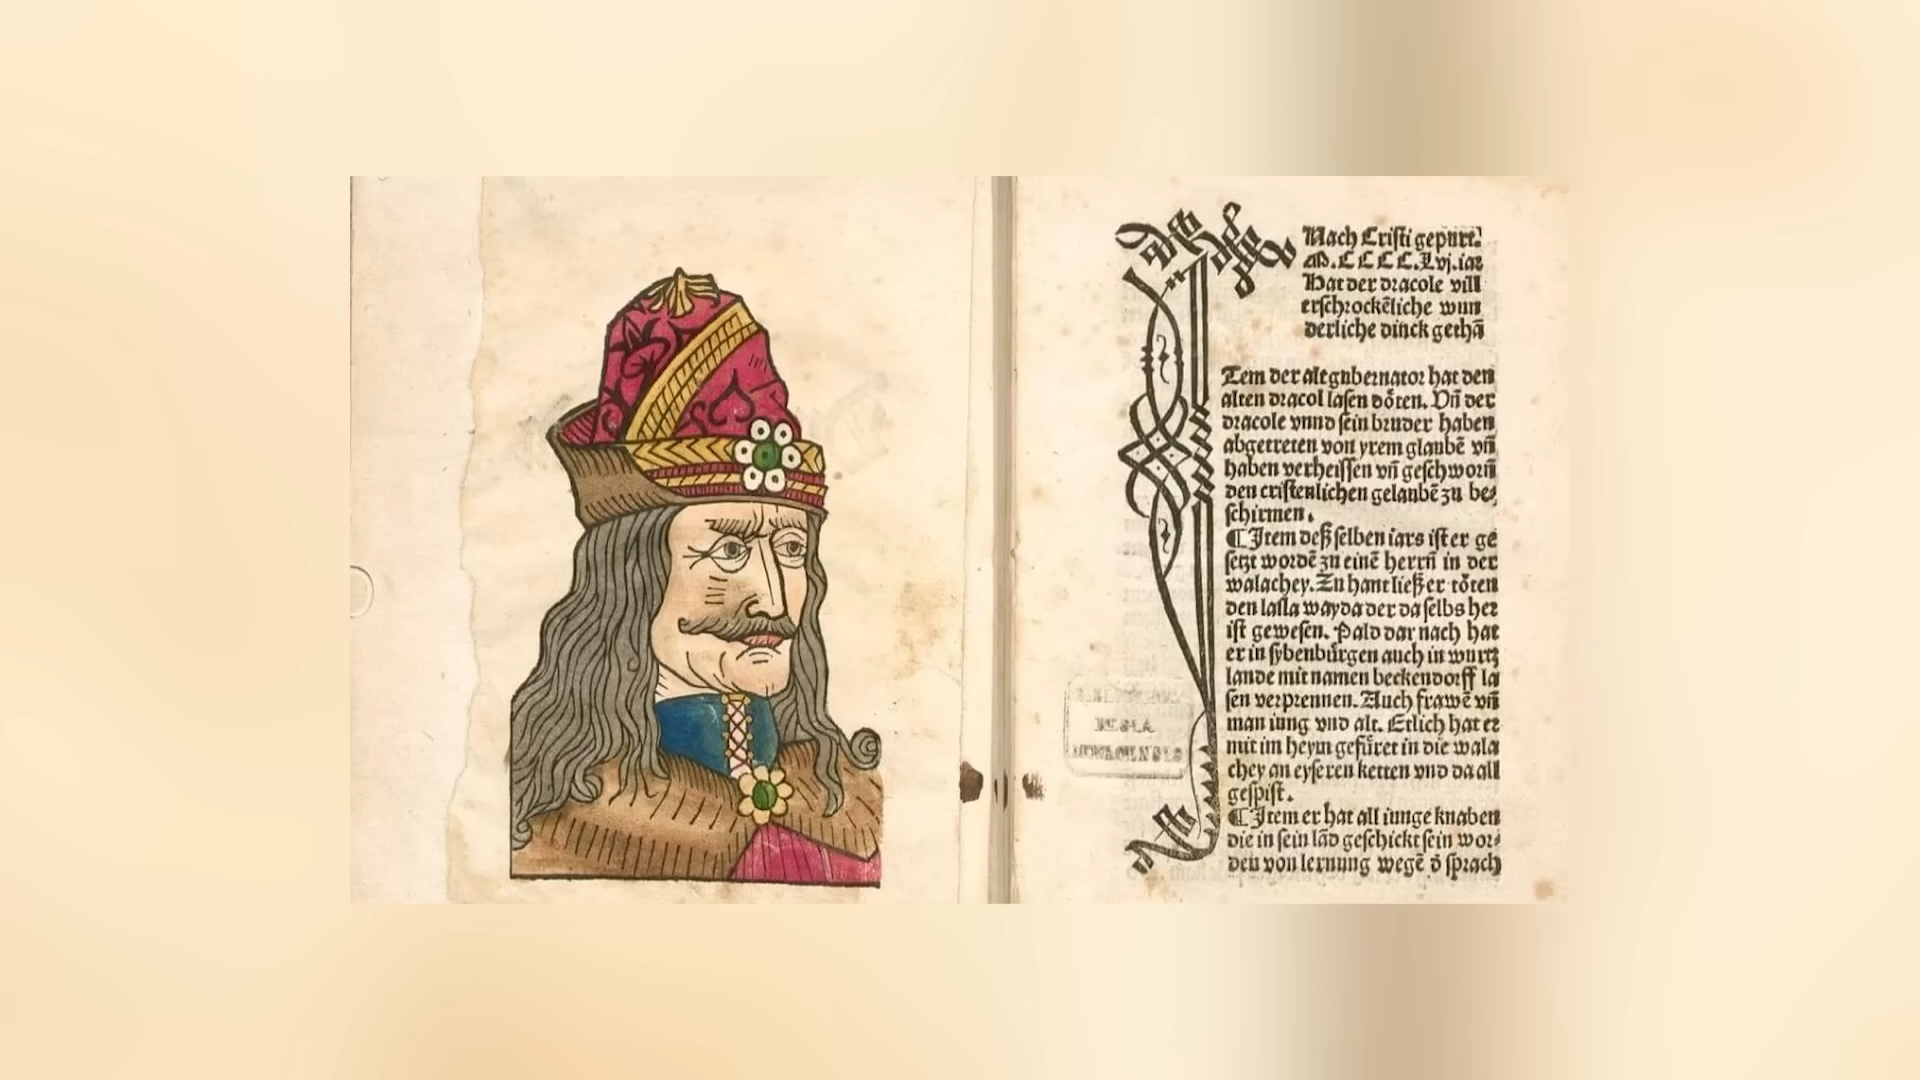 Nach Cristi gepurt.
M.CCCC.Lvj.iar
Hat der dracole vill
erschrockẽliche wun
derliche dinck gethã
Item der alt gubernator hat den
alten dracol lasen dỏten. Vñ der
dracole vnnd sein bruder haben
abgetreten von yrem glaubẽ vñ
haben verheissen vñ geschworñ
den cristenlichen gelaubẽ zu be⸗
schirmen.
¶ Item deß selben iars ist er ge
setzt wordẽ zu einẽ herrñ in der
walachey. Zu hant ließ er tỏten
den lasla wayda der da selbs her
ist gewesen. Pald dar nach hat
er in sybenbürgen auch in wurtz
lande mit namen beckendorff la
sen verprennen. Auch frawẽ vñ
man iung vnd alt. Etlich hat er
mit im heym gefüret in die wala
chey an eyseren ketten vnd da all
gespist.
¶ Item er hat all iunge knaben
die in sein lãd geschickt sein wor⸗
den von lernung wegẽ d̉ sprach
REGIA
MONACENSIS